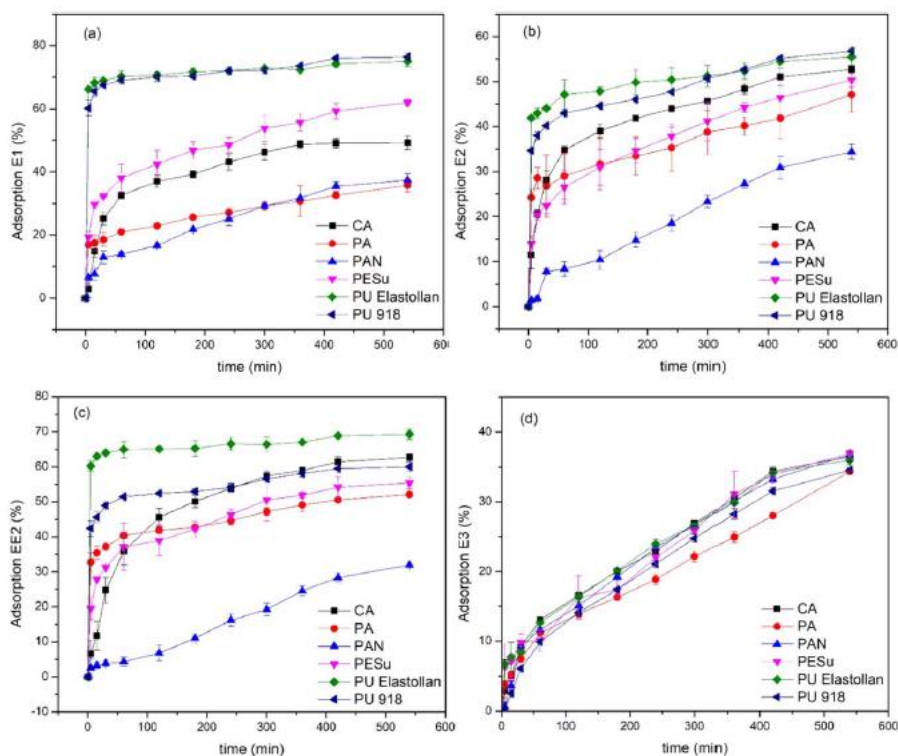 (a)
Adsorption E1 (%)
80
60
40
20
0
CA
PA
PAN
PESu
PU Elastollan
PU 918
0 100 200 300 400 500 600
time (min)
(b)
Adsorption E2 (%)
60
50
40
30
20
10
0
CA
PA
PAN
PESu
PU Elastollan
PU 918
0 100 200 300 400 500 600
time (min)
(c)
Adsorption EE2 (%)
80
70
60
50
40
30
20
10
0
-10
CA
PA
PAN
PESu
PU Elastollan
PU 918
0 100 200 300 400 500 600
time (min)
(d)
Adsorption E3 (%)
40
30
20
10
0
CA
PA
PAN
PESu
PU Elastollan
PU 918
0 100 200 300 400 500 600
time (min)